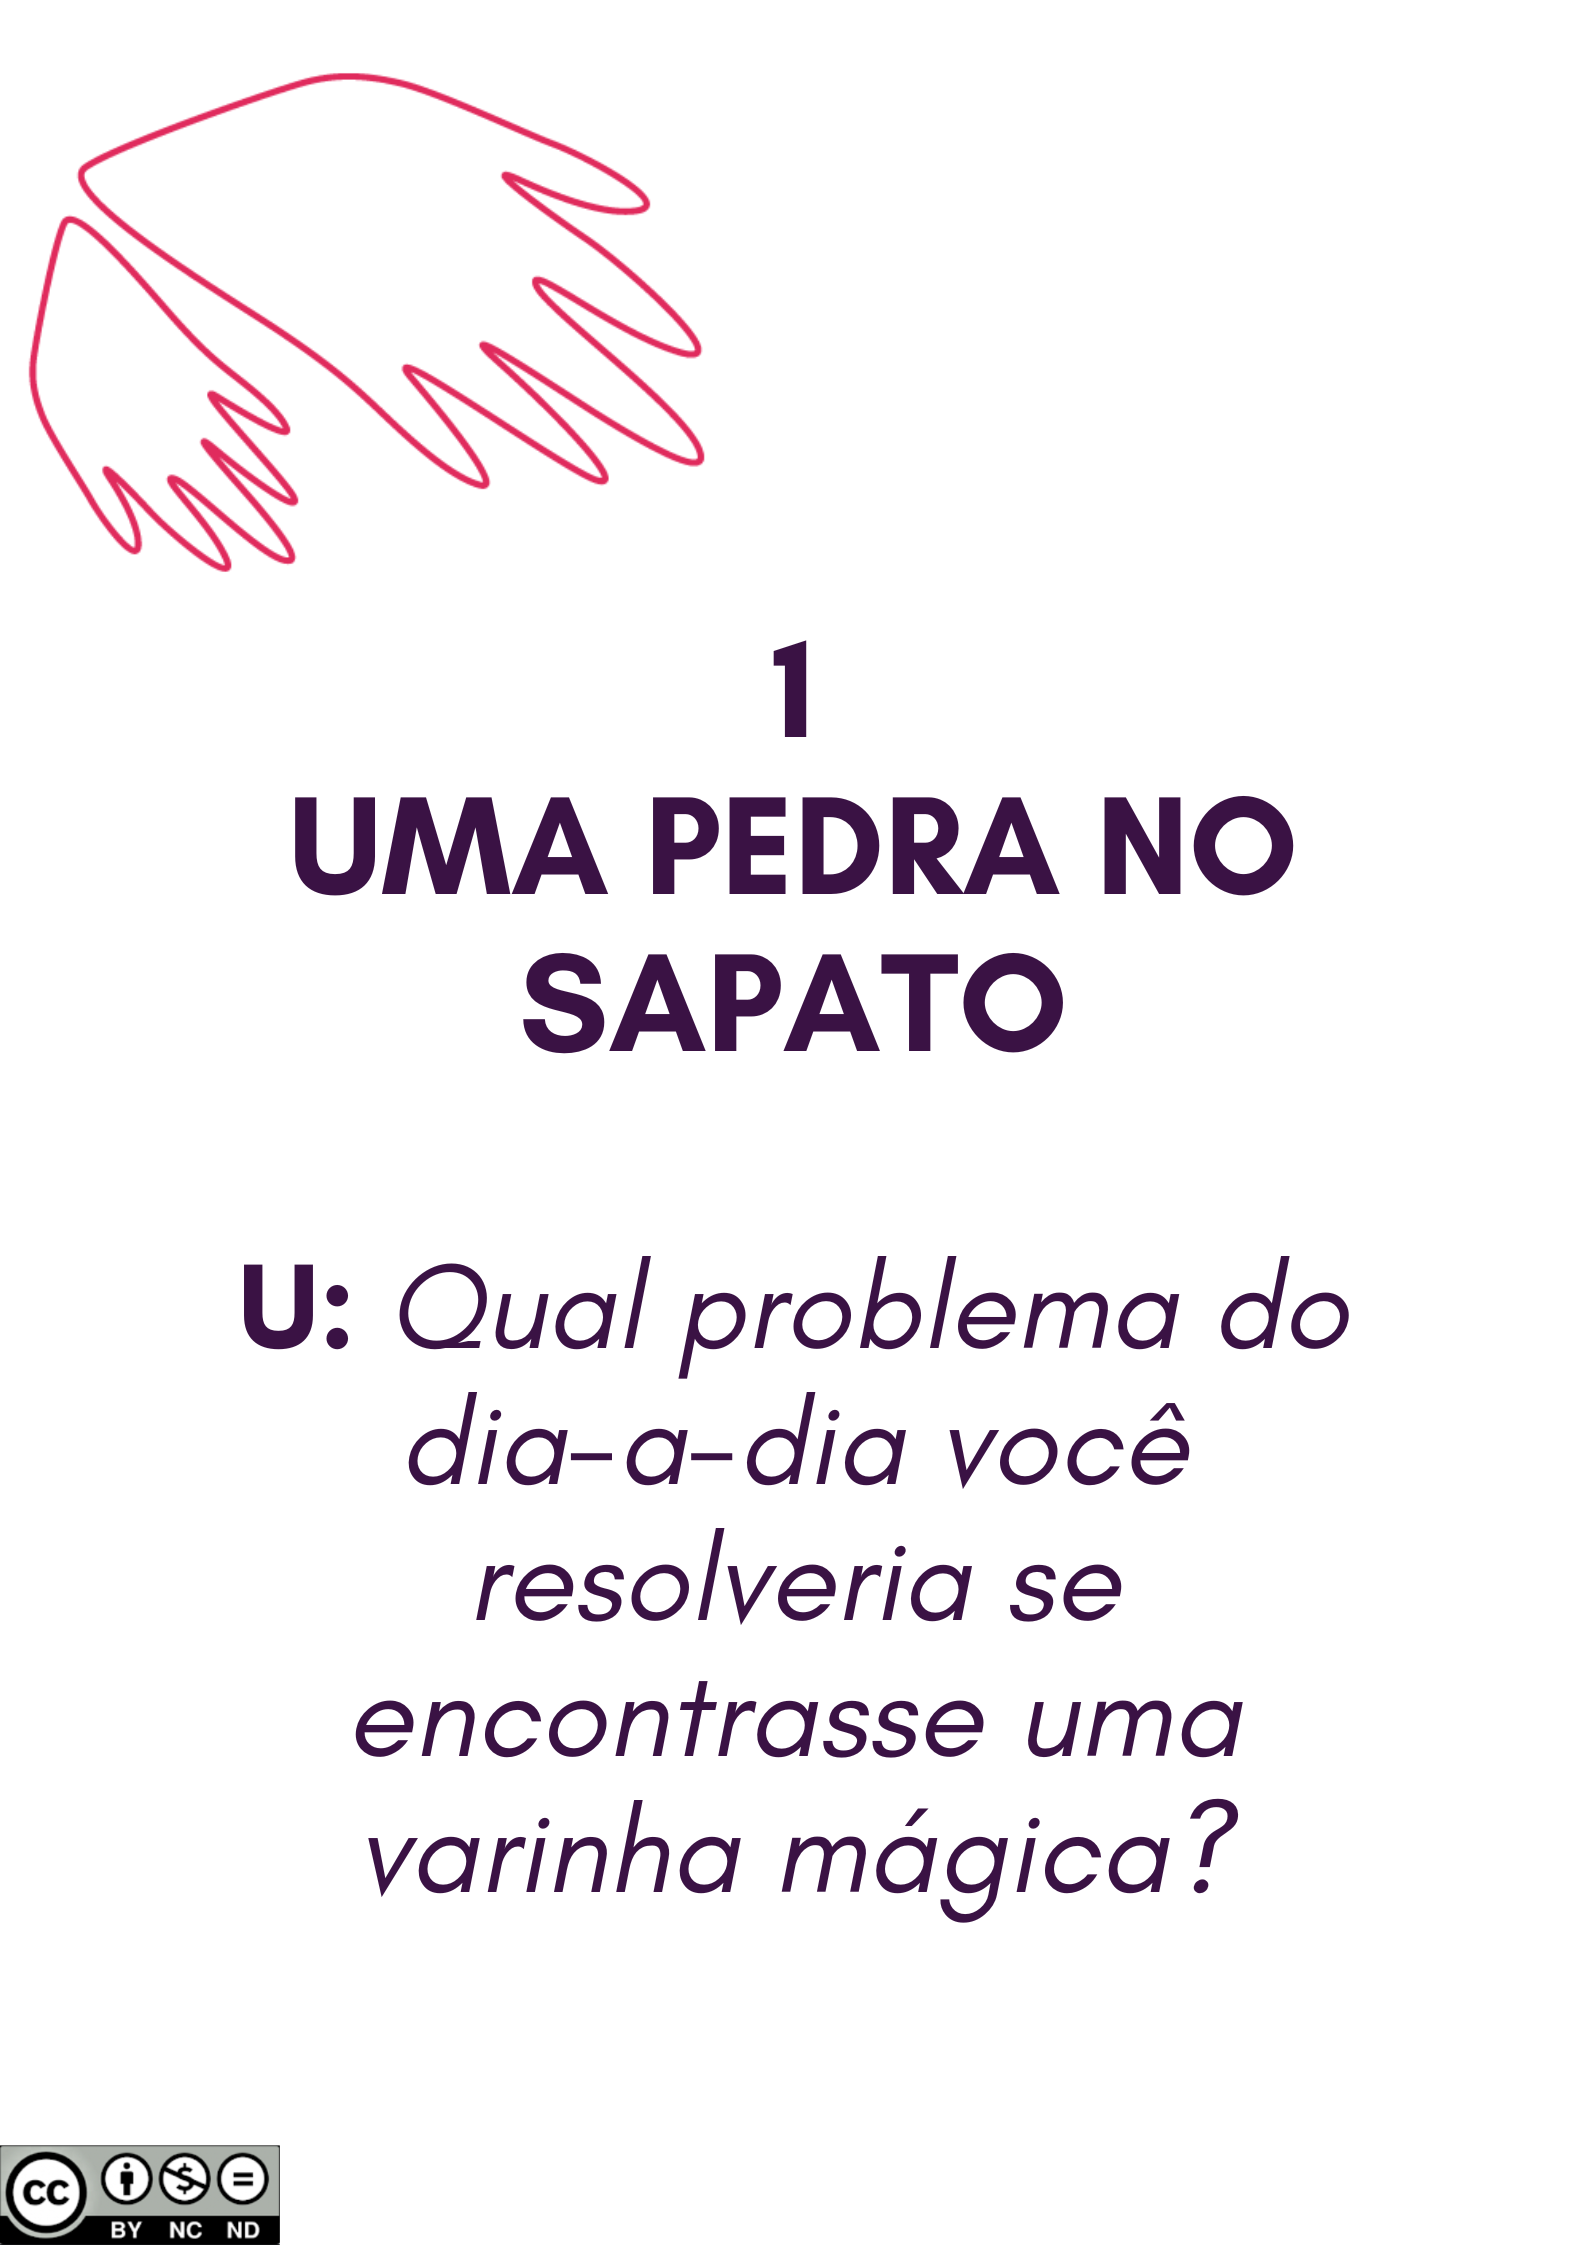 1
UMA PEDRA NO
SAPATO
U: Qual problema do
dia-a-dia você
resolveria se
encontrasse uma
varinha mágica?
CC BY NC ND